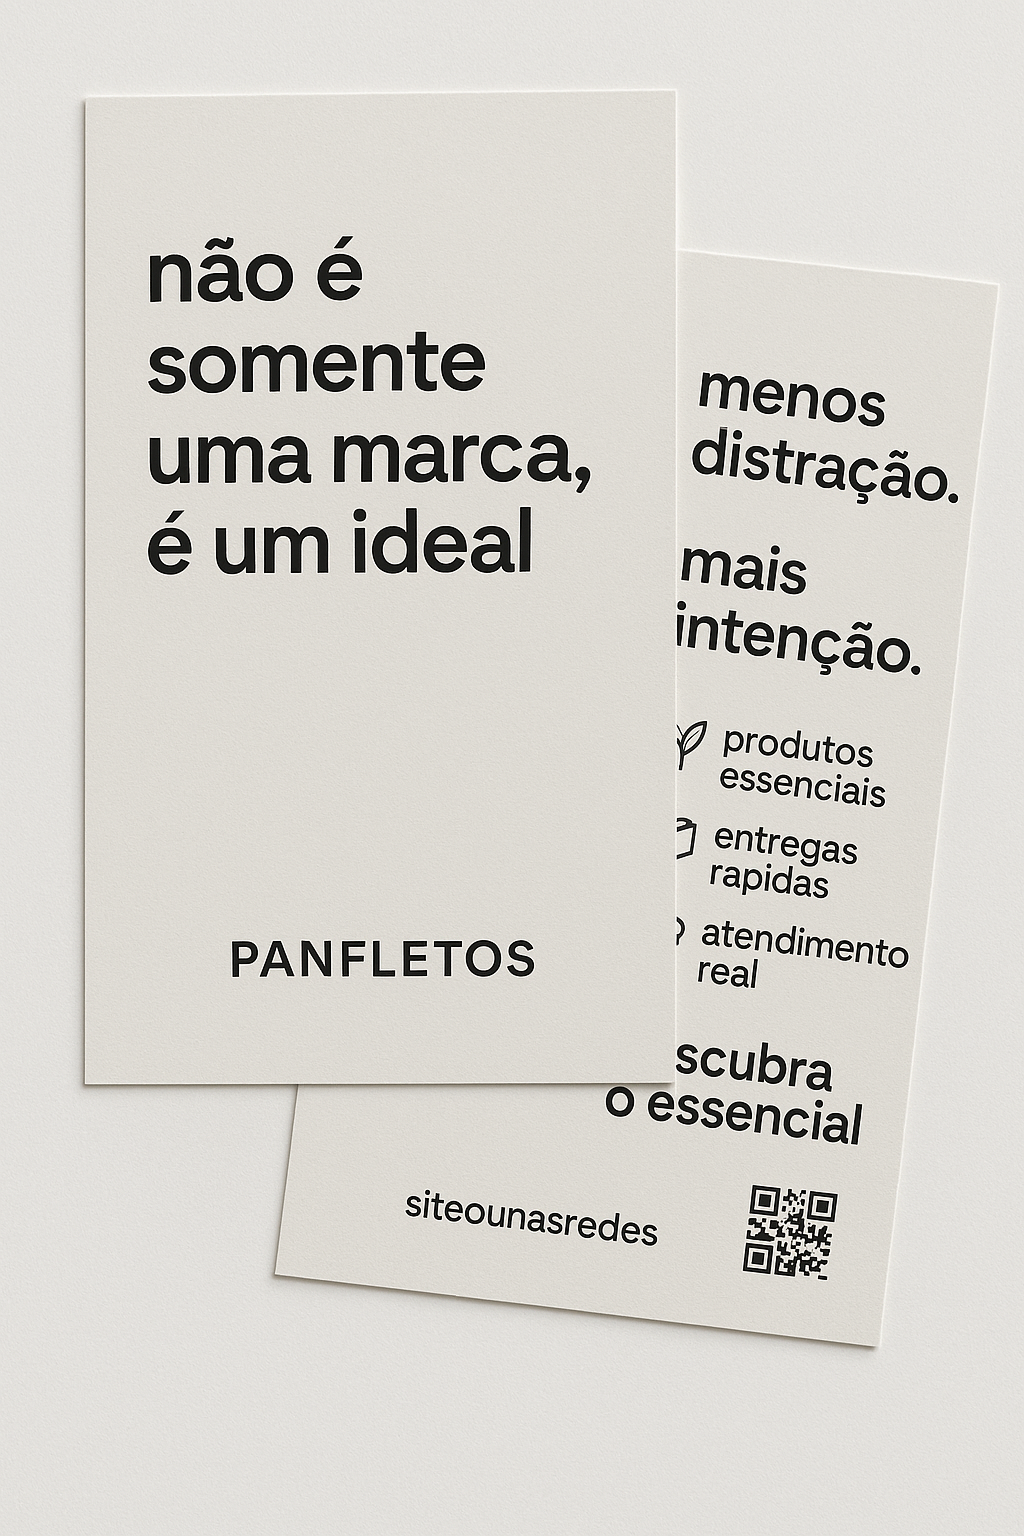 não é
somente
uma marca,
é um ideal
PANFLETOS
menos
distração.
mais
intenção.
produtos
essenciais
entregas
rapidas
atendimento
real
scubra
o essencial
siteounasredes